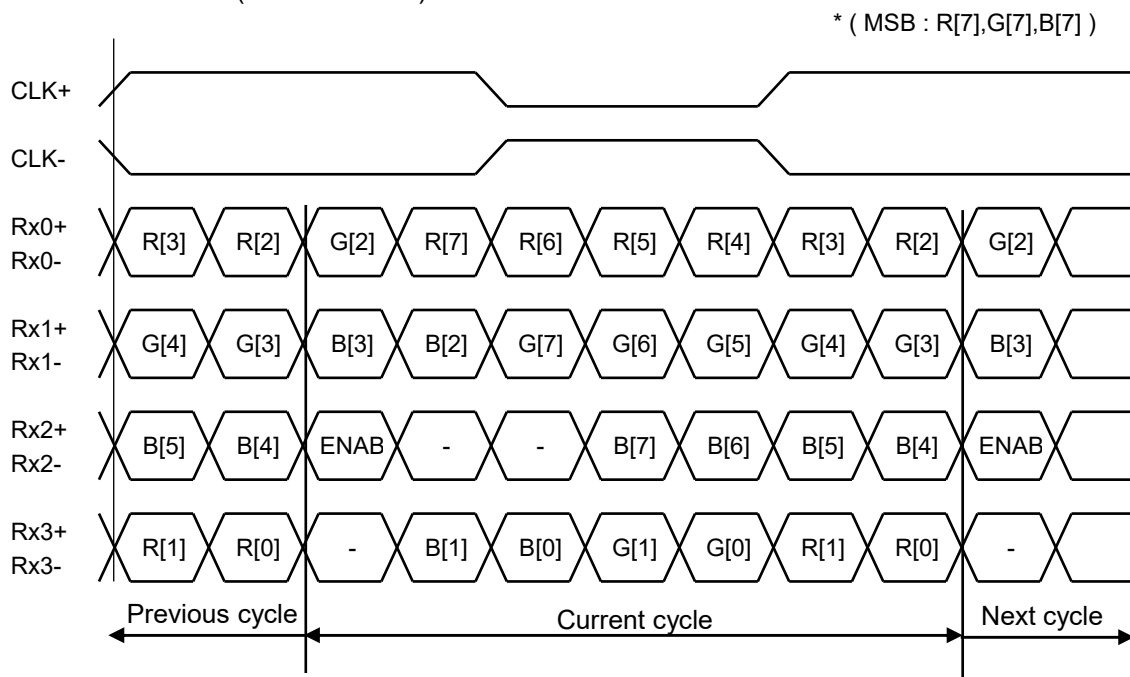 * ( MSB : R[7],G[7],B[7] )
CLK+
CLK-
Rx0+
Rx0-
R[3] R[2] G[2] R[7] R[6] R[5] R[4] R[3] R[2] G[2]
Rx1+
Rx1-
G[4] G[3] B[3] B[2] G[7] G[6] G[5] G[4] G[3] B[3]
Rx2+
Rx2-
B[5] B[4] ENAB - - B[7] B[6] B[5] B[4] ENAB
Rx3+
Rx3-
R[1] R[0] - B[1] B[0] G[1] G[0] R[1] R[0] -
Previous cycle Current cycle Next cycle